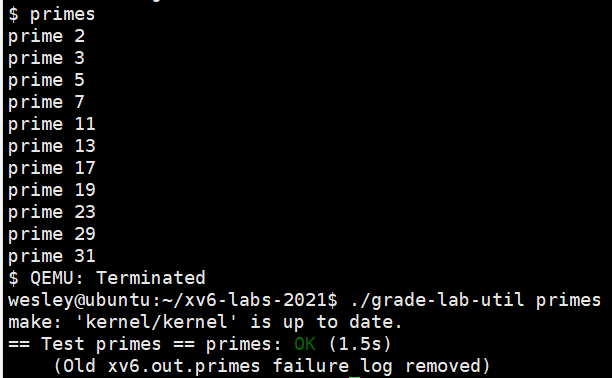 $ primes
prime 2
prime 3
prime 5
prime 7
prime 11
prime 13
prime 17
prime 19
prime 23
prime 29
prime 31
$ QEMU: Terminated
wesley@ubuntu:~/xv6-labs-2021$ ./grade-lab-util primes
make: 'kernel/kernel' is up to date.
== Test primes == primes: OK (1.5s)
    (Old xv6.out.primes failure_log removed)